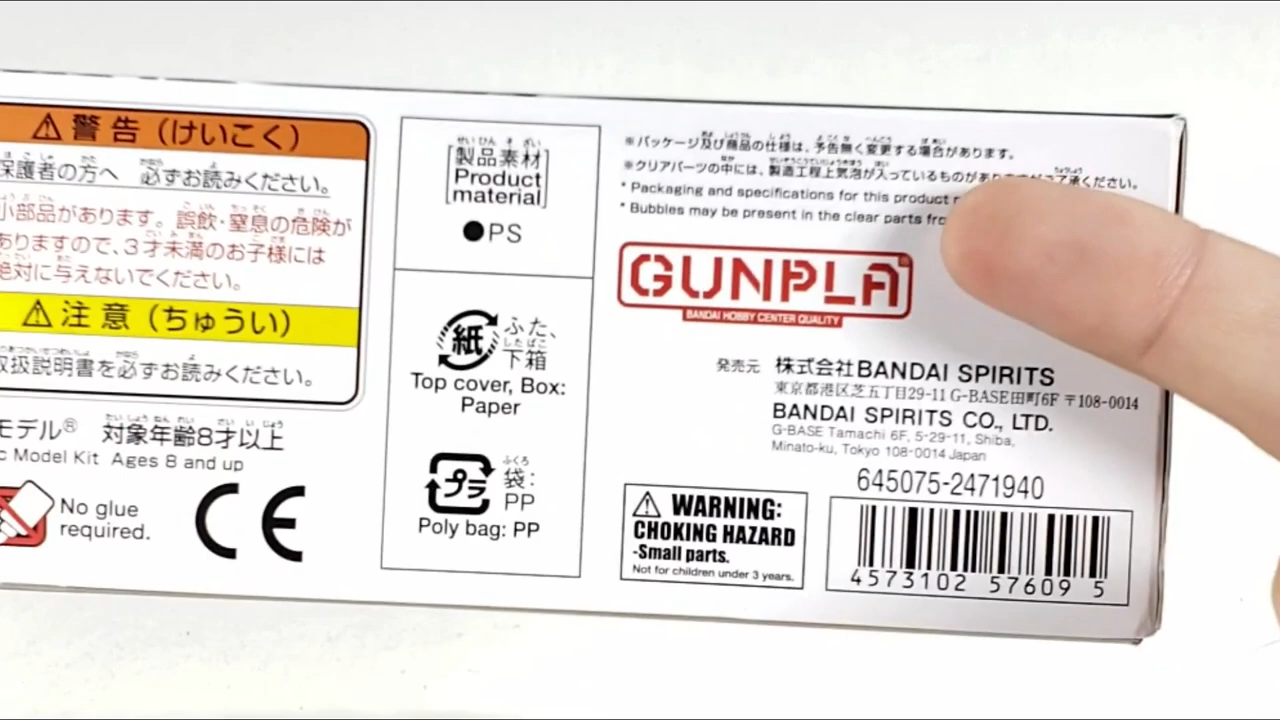 ⚠警告（けいこく）
保護者の方へ 必ずお読みください。
小部品があります。誤飲・窒息の危険が
ありますので、3才未満のお子様には
絶対に与えないでください。
⚠注意（ちゅうい）
取扱説明書を必ずお読みください。
モデル® 対象年齢8才以上
c Model Kit Ages 8 and up
No glue
required.
CE
[製品素材]
[Product
material]
●PS
紙 ふた、
下箱
Top cover, Box:
Paper
プラ 袋:
PP
Poly bag: PP
※パッケージ及び商品の仕様は、予告無く変更する場合があります。
※クリアパーツの中には、製造工程上気泡が入っているものがあり ご了承ください。
* Packaging and specifications for this product
* Bubbles may be present in the clear parts
GUNPLA
BANDAI HOBBY CENTER QUALITY
発売元 株式会社BANDAI SPIRITS
東京都港区芝五丁目29-11 G-BASE田町6F 〒108-0014
BANDAI SPIRITS CO., LTD.
G-BASE Tamachi 6F, 5-29-11, Shiba,
Minato-ku, Tokyo 108-0014 Japan
645075-2471940
⚠ WARNING:
CHOKING HAZARD
-Small parts.
Not for children under 3 years.
4573102 57609 5